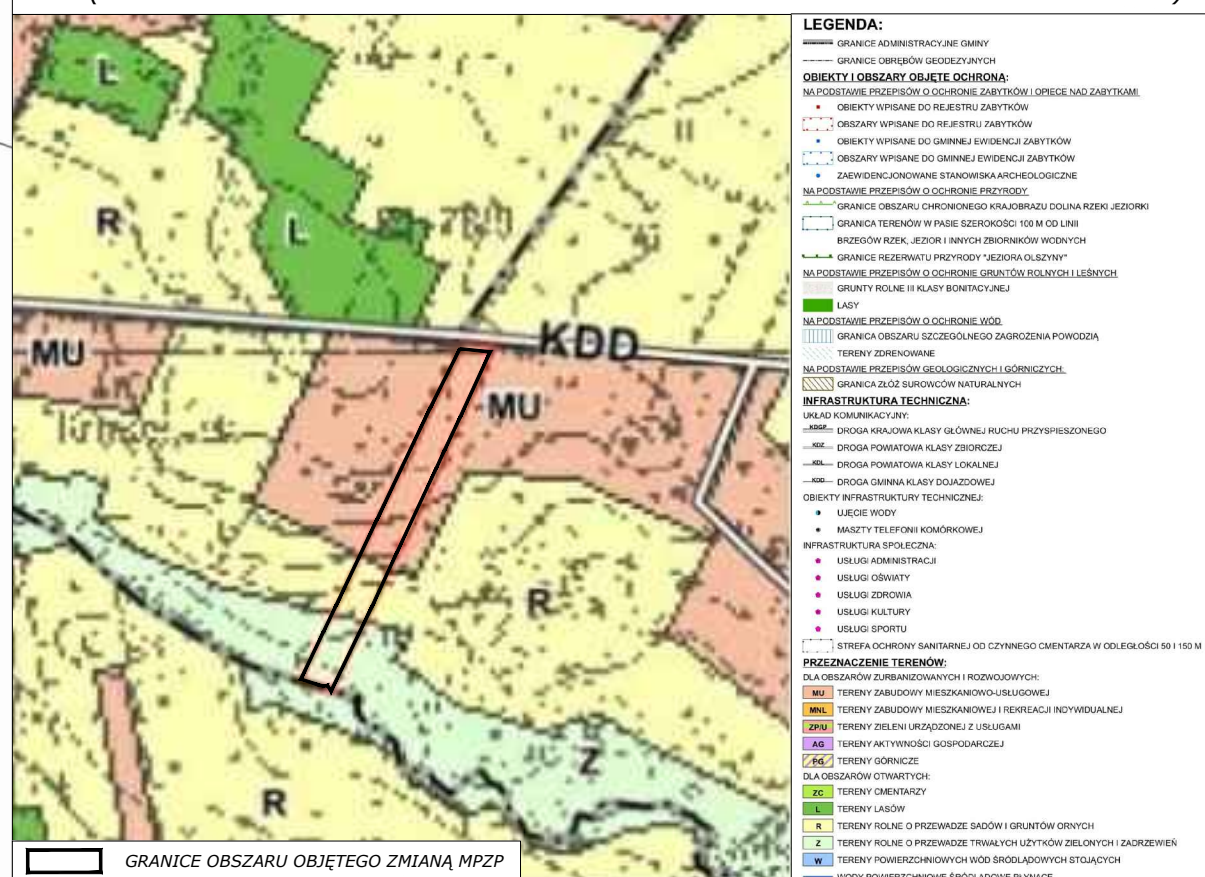 L
R
L
KDD
MU
MU
R
Z
R
GRANICE OBSZARU OBJĘTEGO ZMIANĄ MPZP
LEGENDA:
GRANICE ADMINISTRACYJNE GMINY
GRANICE OBRĘBÓW GEODEZYJNYCH
OBIEKTY I OBSZARY OBJĘTE OCHRONĄ:
NA PODSTAWIE PRZEPISÓW O OCHRONIE ZABYTKÓW I OPIECE NAD ZABYTKAMI
OBIEKTY WPISANE DO REJESTRU ZABYTKÓW
OBSZARY WPISANE DO REJESTRU ZABYTKÓW
OBIEKTY WPISANE DO GMINNEJ EWIDENCJI ZABYTKÓW
OBSZARY WPISANE DO GMINNEJ EWIDENCJI ZABYTKÓW
ZAEWIDENCJONOWANE STANOWISKA ARCHEOLOGICZNE
NA PODSTAWIE PRZEPISÓW O OCHRONIE PRZYRODY
GRANICE OBSZARU CHRONIONEGO KRAJOBRAZU DOLINA RZEKI JEZIORKI
GRANICA TERENÓW W PASIE SZEROKOŚCI 100 M OD LINII
BRZEGÓW RZEK, JEZIOR I INNYCH ZBIORNIKÓW WODNYCH
GRANICE REZERWATU PRZYRODY "JEZIORA OLSZYNY"
NA PODSTAWIE PRZEPISÓW O OCHRONIE GRUNTÓW ROLNYCH I LEŚNYCH
GRUNTY ROLNE III KLASY BONITACYJNEJ
LASY
NA PODSTAWIE PRZEPISÓW O OCHRONIE WÓD
GRANICA OBSZARU SZCZEGÓLNEGO ZAGROŻENIA POWODZIĄ
TERENY ZDRENOWANE
NA PODSTAWIE PRZEPISÓW GEOLOGICZNYCH I GÓRNICZYCH:
GRANICA ZŁÓŻ SUROWCÓW NATURALNYCH
INFRASTRUKTURA TECHNICZNA:
UKŁAD KOMUNIKACYJNY:
KDGP DROGA KRAJOWA KLASY GŁÓWNEJ RUCHU PRZYSPIESZONEGO
KDZ DROGA POWIATOWA KLASY ZBIORCZEJ
KDL DROGA POWIATOWA KLASY LOKALNEJ
KDD DROGA GMINNA KLASY DOJAZDOWEJ
OBIEKTY INFRASTRUKTURY TECHNICZNEJ:
UJĘCIE WODY
MASZTY TELEFONII KOMÓRKOWEJ
INFRASTRUKTURA SPOŁECZNA:
USŁUGI ADMINISTRACJI
USŁUGI OŚWIATY
USŁUGI ZDROWIA
USŁUGI KULTURY
USŁUGI SPORTU
STREFA OCHRONY SANITARNEJ OD CZYNNEGO CMENTARZA W ODLEGŁOŚCI 50 I 150 M
PRZEZNACZENIE TERENÓW:
DLA OBSZARÓW ZURBANIZOWANYCH I ROZWOJOWYCH:
MU TERENY ZABUDOWY MIESZKANIOWO-USŁUGOWEJ
MNL TERENY ZABUDOWY MIESZKANIOWEJ I REKREACJI INDYWIDUALNEJ
ZP/U TERENY ZIELENI URZĄDZONEJ Z USŁUGAMI
AG TERENY AKTYWNOŚCI GOSPODARCZEJ
PG TERENY GÓRNICZE
DLA OBSZARÓW OTWARTYCH:
ZC TERENY CMENTARZY
L TERENY LASÓW
R TERENY ROLNE O PRZEWADZE SADÓW I GRUNTÓW ORNYCH
Z TERENY ROLNE O PRZEWADZE TRWAŁYCH UŻYTKÓW ZIELONYCH I ZADRZEWIEŃ
W TERENY POWIERZCHNIOWYCH WÓD ŚRÓDLĄDOWYCH STOJĄCYCH
WODY POWIERZCHNIOWE ŚRÓDLĄDOWE PŁYNĄCE